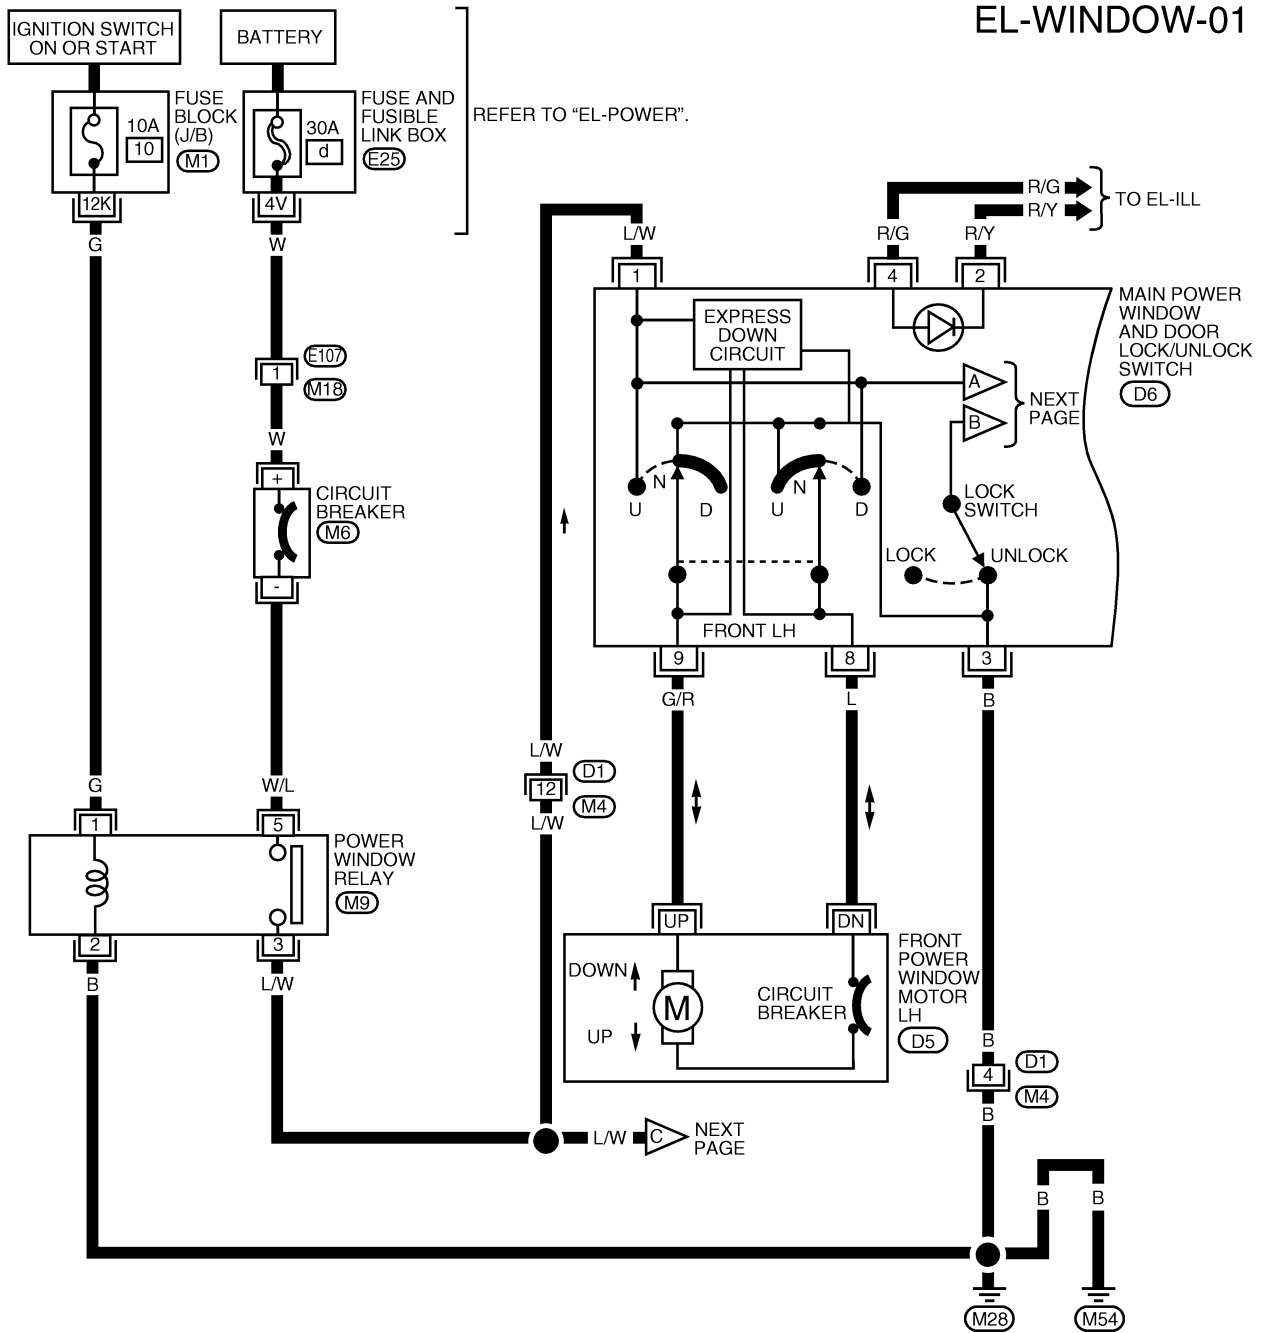 EL-WINDOW-01
IGNITION SWITCH
ON OR START
BATTERY
FUSE
BLOCK
(J/B)
M1
10A
10
FUSE AND
FUSIBLE
LINK BOX
E25
30A
d
REFER TO “EL-POWER”.
12K
4V
G
W
R/G
R/Y
TO EL-ILL
L/W
R/G
R/Y
1
4
2
MAIN POWER
WINDOW
AND DOOR
LOCK/UNLOCK
SWITCH
D6
EXPRESS
DOWN
CIRCUIT
E107
1
M18
A
B
NEXT
PAGE
W
+
CIRCUIT
BREAKER
M6
-
N
U
D
N
U
D
LOCK
SWITCH
LOCK
UNLOCK
FRONT LH
9
8
3
G/R
L
B
L/W
D1
12
M4
L/W
G
W/L
1
5
POWER
WINDOW
RELAY
M9
2
3
B
L/W
UP
DN
FRONT
POWER
WINDOW
MOTOR
LH
D5
DOWN
UP
M
CIRCUIT
BREAKER
B
D1
4
M4
B
L/W
C
NEXT
PAGE
B
B
M28
M54